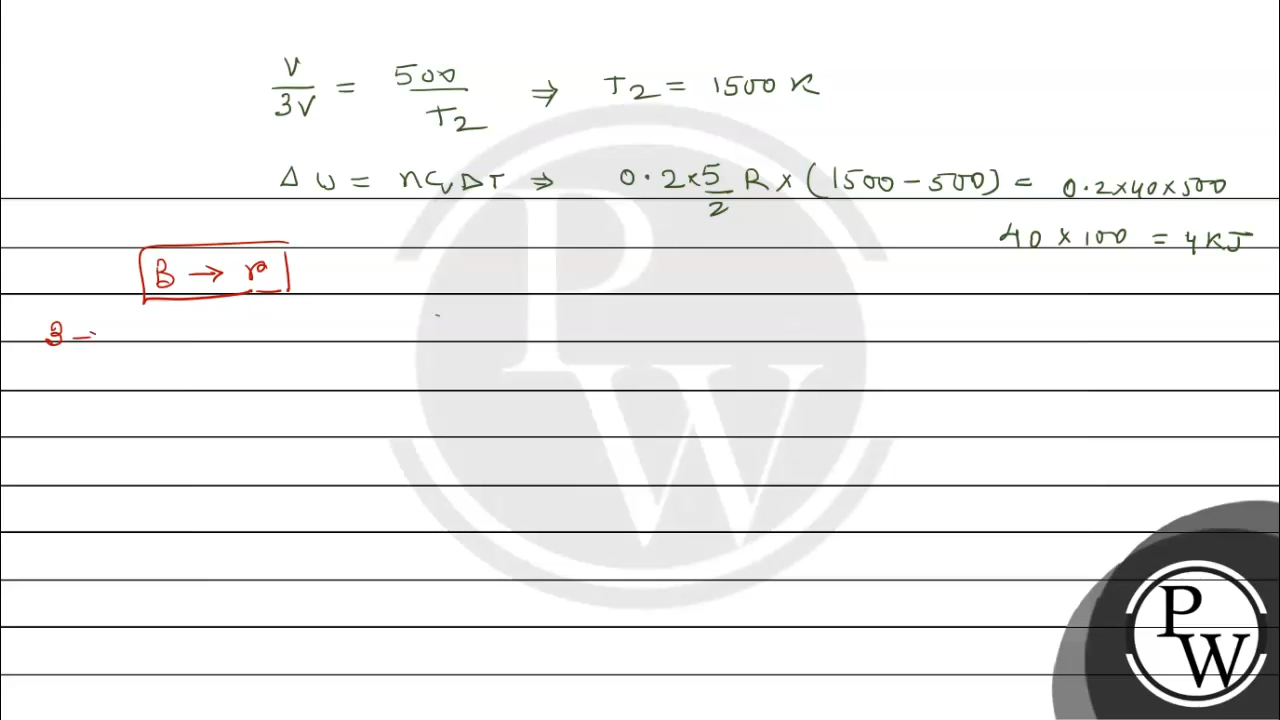 V/3V = 500/T2 ⇒ T2 = 1500 K
ΔU = nCvΔT ⇒ 0.2 × 5/2 R × (1500 − 500) = 0.2×40×500
40 × 100 = 4KJ
B → r
3 →
PW
PW